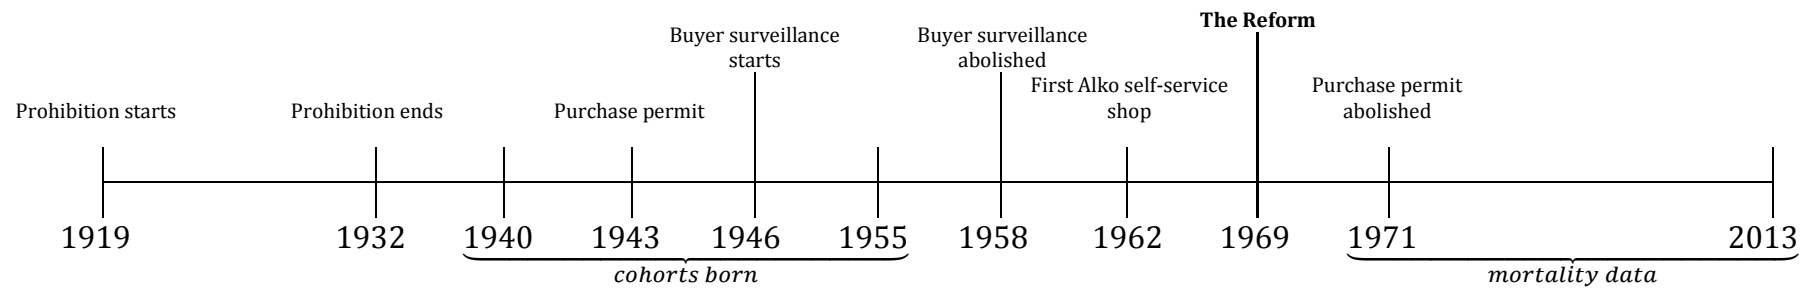 The Reform
Buyer surveillance
starts
Buyer surveillance
abolished
First Alko self-service
shop
Purchase permit
abolished
Prohibition starts
Prohibition ends
Purchase permit
1919
1932
1940
1943
1946
1955
1958
1962
1969
1971
2013
cohorts born
mortality data